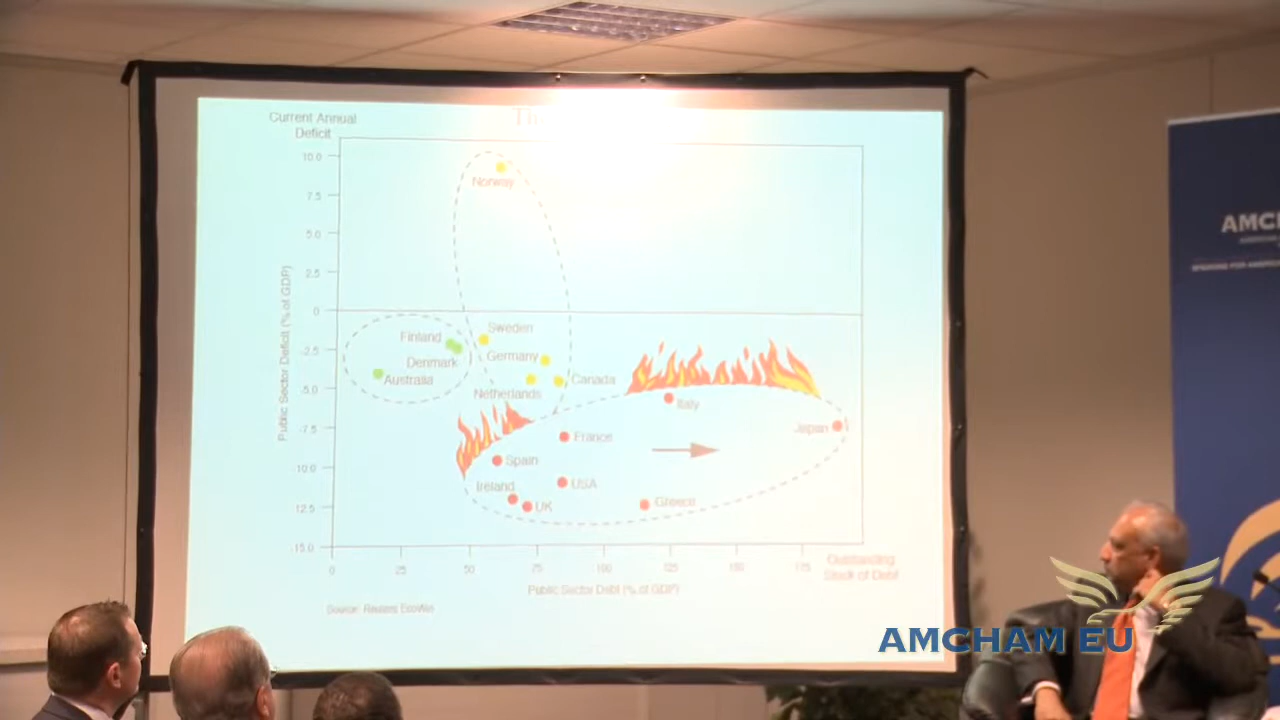 Current Annual
Deficit
10.0
Norway
7.5
5.0
2.5
0
Sweden
Finland
-2.5
Germany
Denmark
Canada
Australia
-5.0
Netherlands
Italy
-7.5
Japan
France
Spain
-10.0
USA
Ireland
Greece
12.5
UK
-15.0
Public Sector Deficit (% of GDP)
0
25
50
75
100
125
150
175
Outstanding
Stock of Debt
Public Sector Debt (% of GDP)
Source: Reuters EcoWin
AMCHAM EU